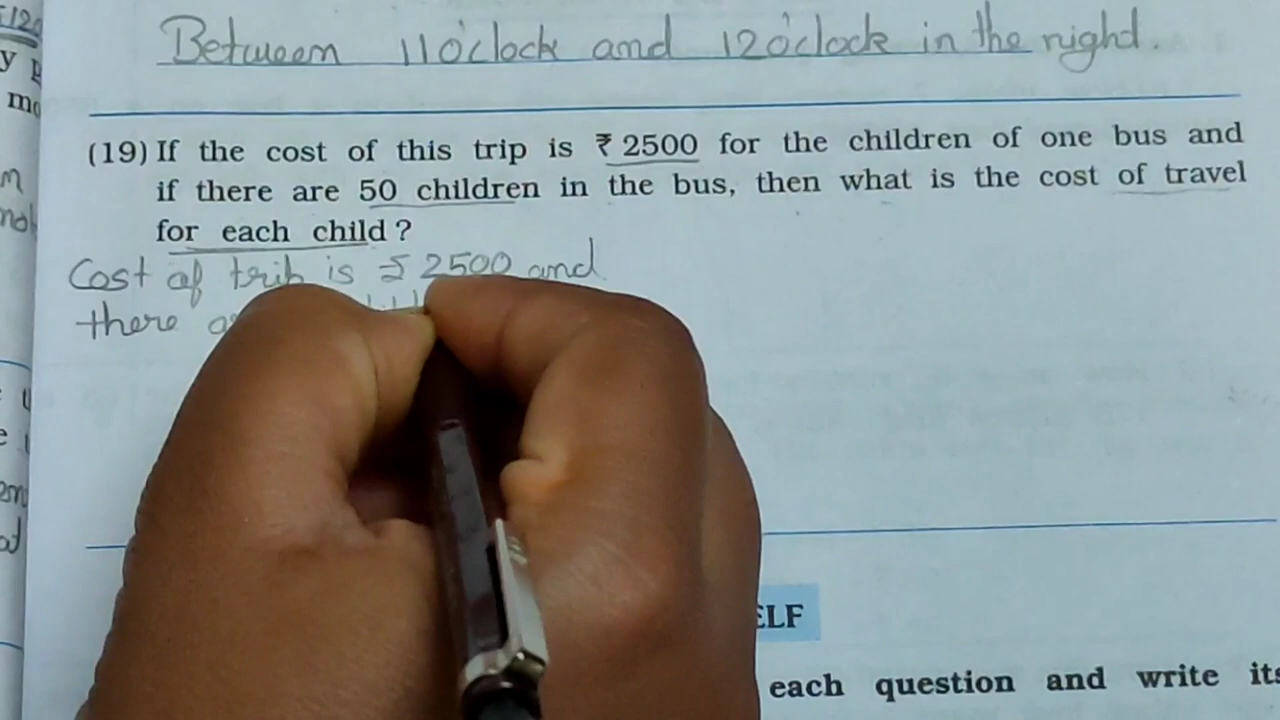 Between 11o'clock and 12o'clock in the night.
(19) If the cost of this trip is ₹ 2500 for the children of one bus and
if there are 50 children in the bus, then what is the cost of travel
for each child ?
Cost of trip is ₹ 2500 and
there
ELF
each question and write its